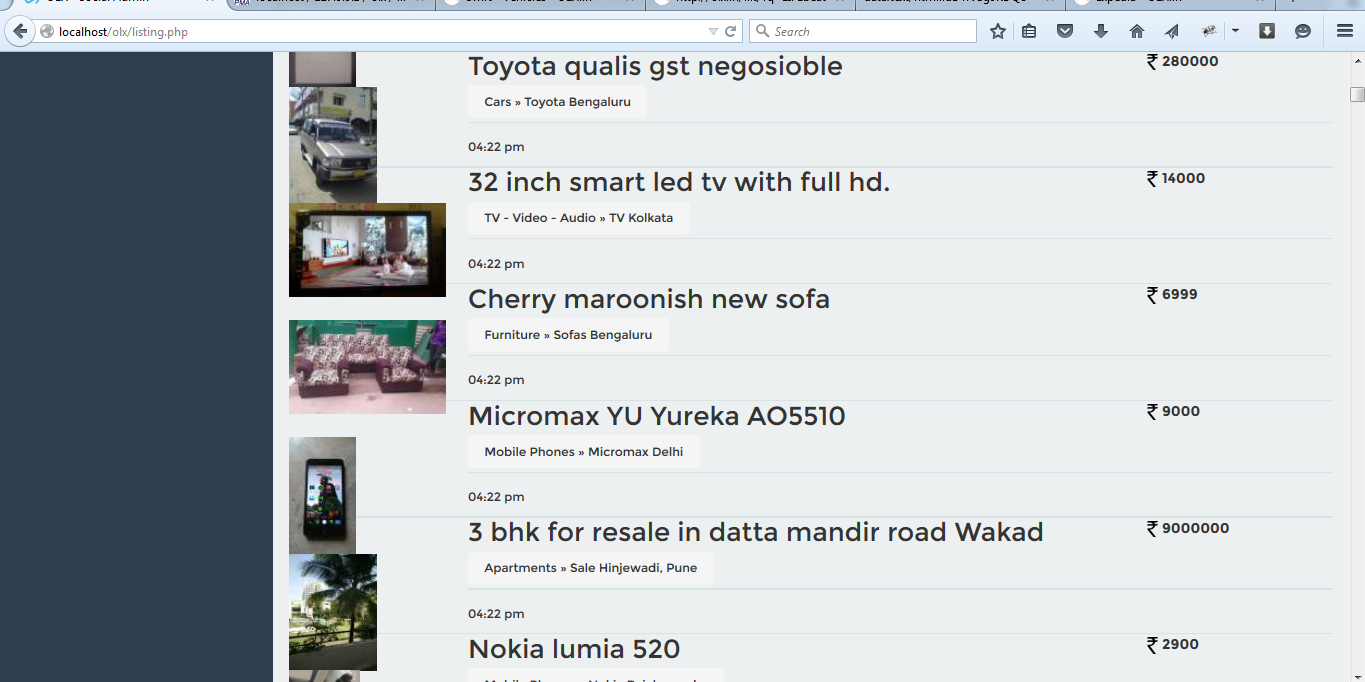 localhost/olx/listing.php
Search
Toyota qualis gst negosioble
₹ 280000
Cars » Toyota Bengaluru
04:22 pm
32 inch smart led tv with full hd.
₹ 14000
TV - Video - Audio » TV Kolkata
04:22 pm
Cherry maroonish new sofa
₹ 6999
Furniture » Sofas Bengaluru
04:22 pm
Micromax YU Yureka AO5510
₹ 9000
Mobile Phones » Micromax Delhi
04:22 pm
3 bhk for resale in datta mandir road Wakad
₹ 9000000
Apartments » Sale Hinjewadi, Pune
04:22 pm
Nokia lumia 520
₹ 2900